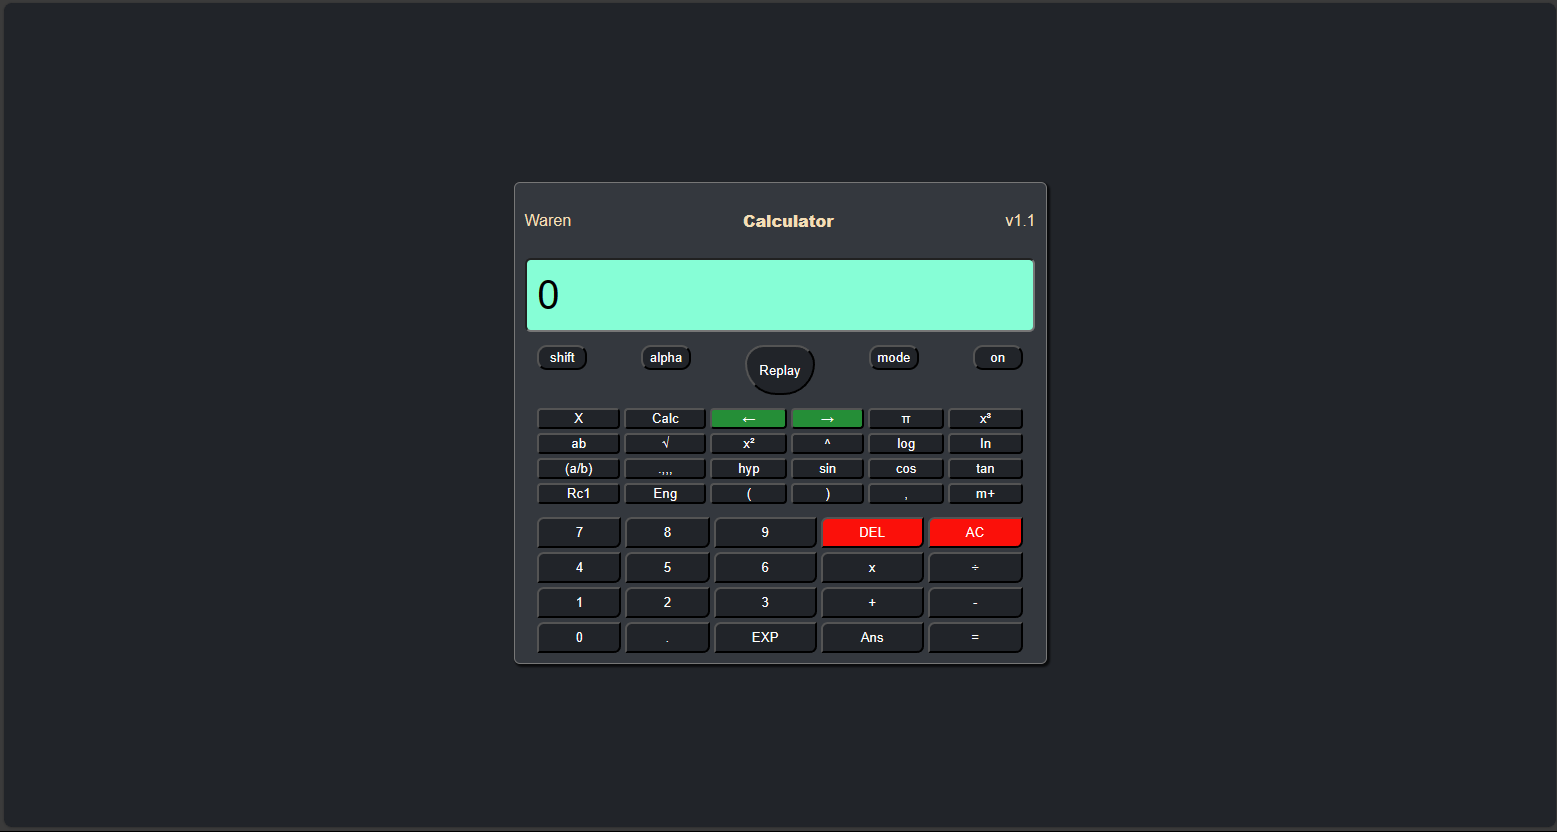 Waren Calculator v1.1
0
shift alpha Replay mode on
X Calc ← → π x³
ab √ x² ^ log ln
(a/b) .,,, hyp sin cos tan
Rc1 Eng ( ) , m+
7 8 9 DEL AC
4 5 6 x ÷
1 2 3 + -
0 . EXP Ans =